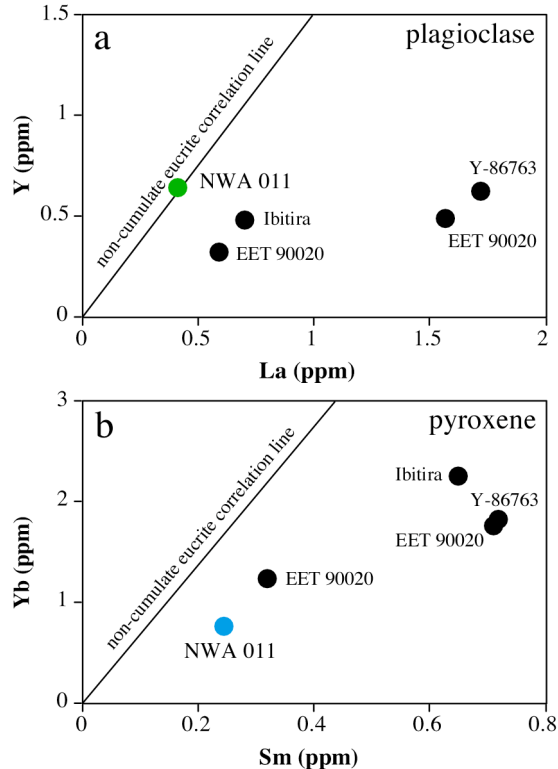 1.5
a
plagioclase
non-cumulate eucrite correlation line
Y (ppm)
1
Y-86763
NWA 011
0.5
Ibitira
EET 90020
EET 90020
0
0
0.5
1
1.5
2
La (ppm)
3
b
pyroxene
non-cumulate eucrite correlation line
Ibitira
Yb (ppm)
2
Y-86763
EET 90020
1
EET 90020
NWA 011
0
0
0.2
0.4
0.6
0.8
Sm (ppm)